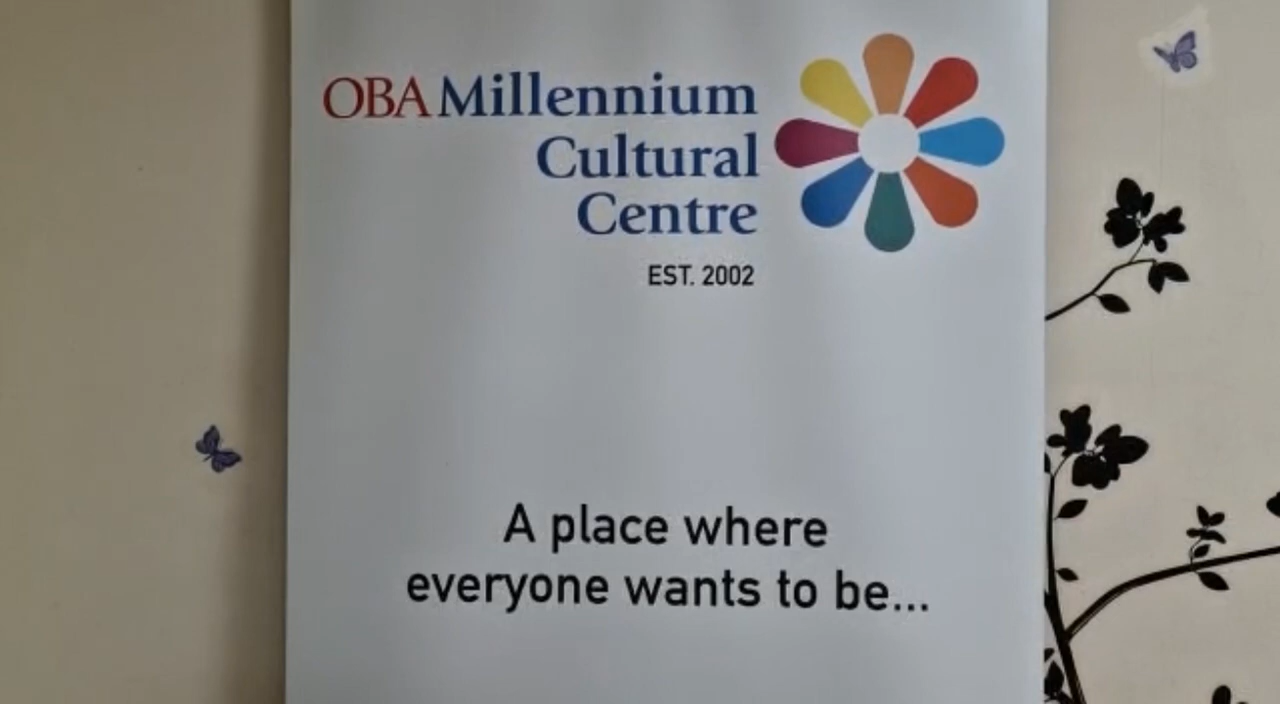 OBA Millennium
Cultural
Centre
EST. 2002
A place where
everyone wants to be...